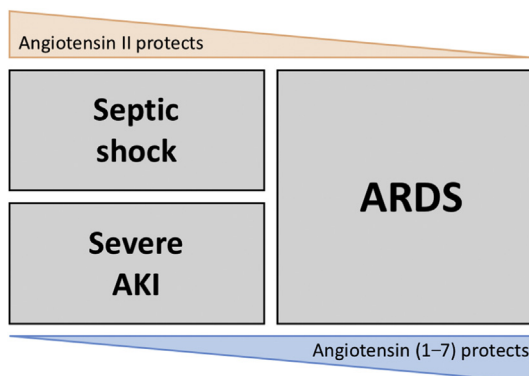 Angiotensin II protects
Septic
shock
ARDS
Severe
AKI
Angiotensin (1–7) protects